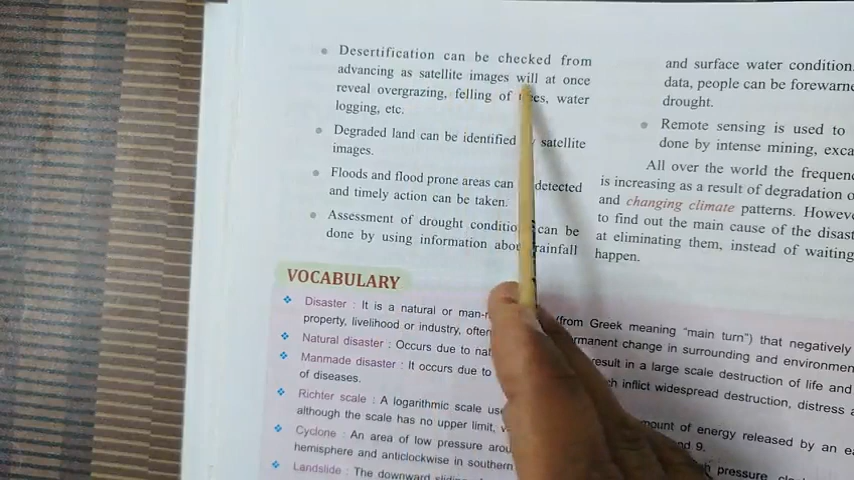 Desertification can be checked from
advancing as satellite images will at once
reveal overgrazing, felling of trees, water
logging, etc.
Degraded land can be identified by satellite
images.
Floods and flood prone areas can detected
and timely action can be taken.
Assessment of drought condition can be
done by using information about rainfall
and surface water condition.
data, people can be forewarne
drought.
Remote sensing is used to
done by intense mining, exca
All over the world the frequen
is increasing as a result of degradation o
and changing climate patterns. Howeve
to find out the main cause of the disast
at eliminating them, instead of waiting
happen.
VOCABULARY
Disaster : It is a natural or man- (from Greek meaning "main turn") that negatively
property, livelihood or industry, often permanent change in surrounding and environmen
Natural disaster : Occurs due to result in a large scale destruction of life and
Manmade disaster : It occurs due to inflict widespread destruction, distress a
of diseases.
Richter scale : A logarithmic scale use amount of energy released by an ea
although the scale has no upper limit, and 9.
Cyclone : An area of low pressure arou pressure,
hemisphere and anticlockwise in southern
Landslide : The downward sliding